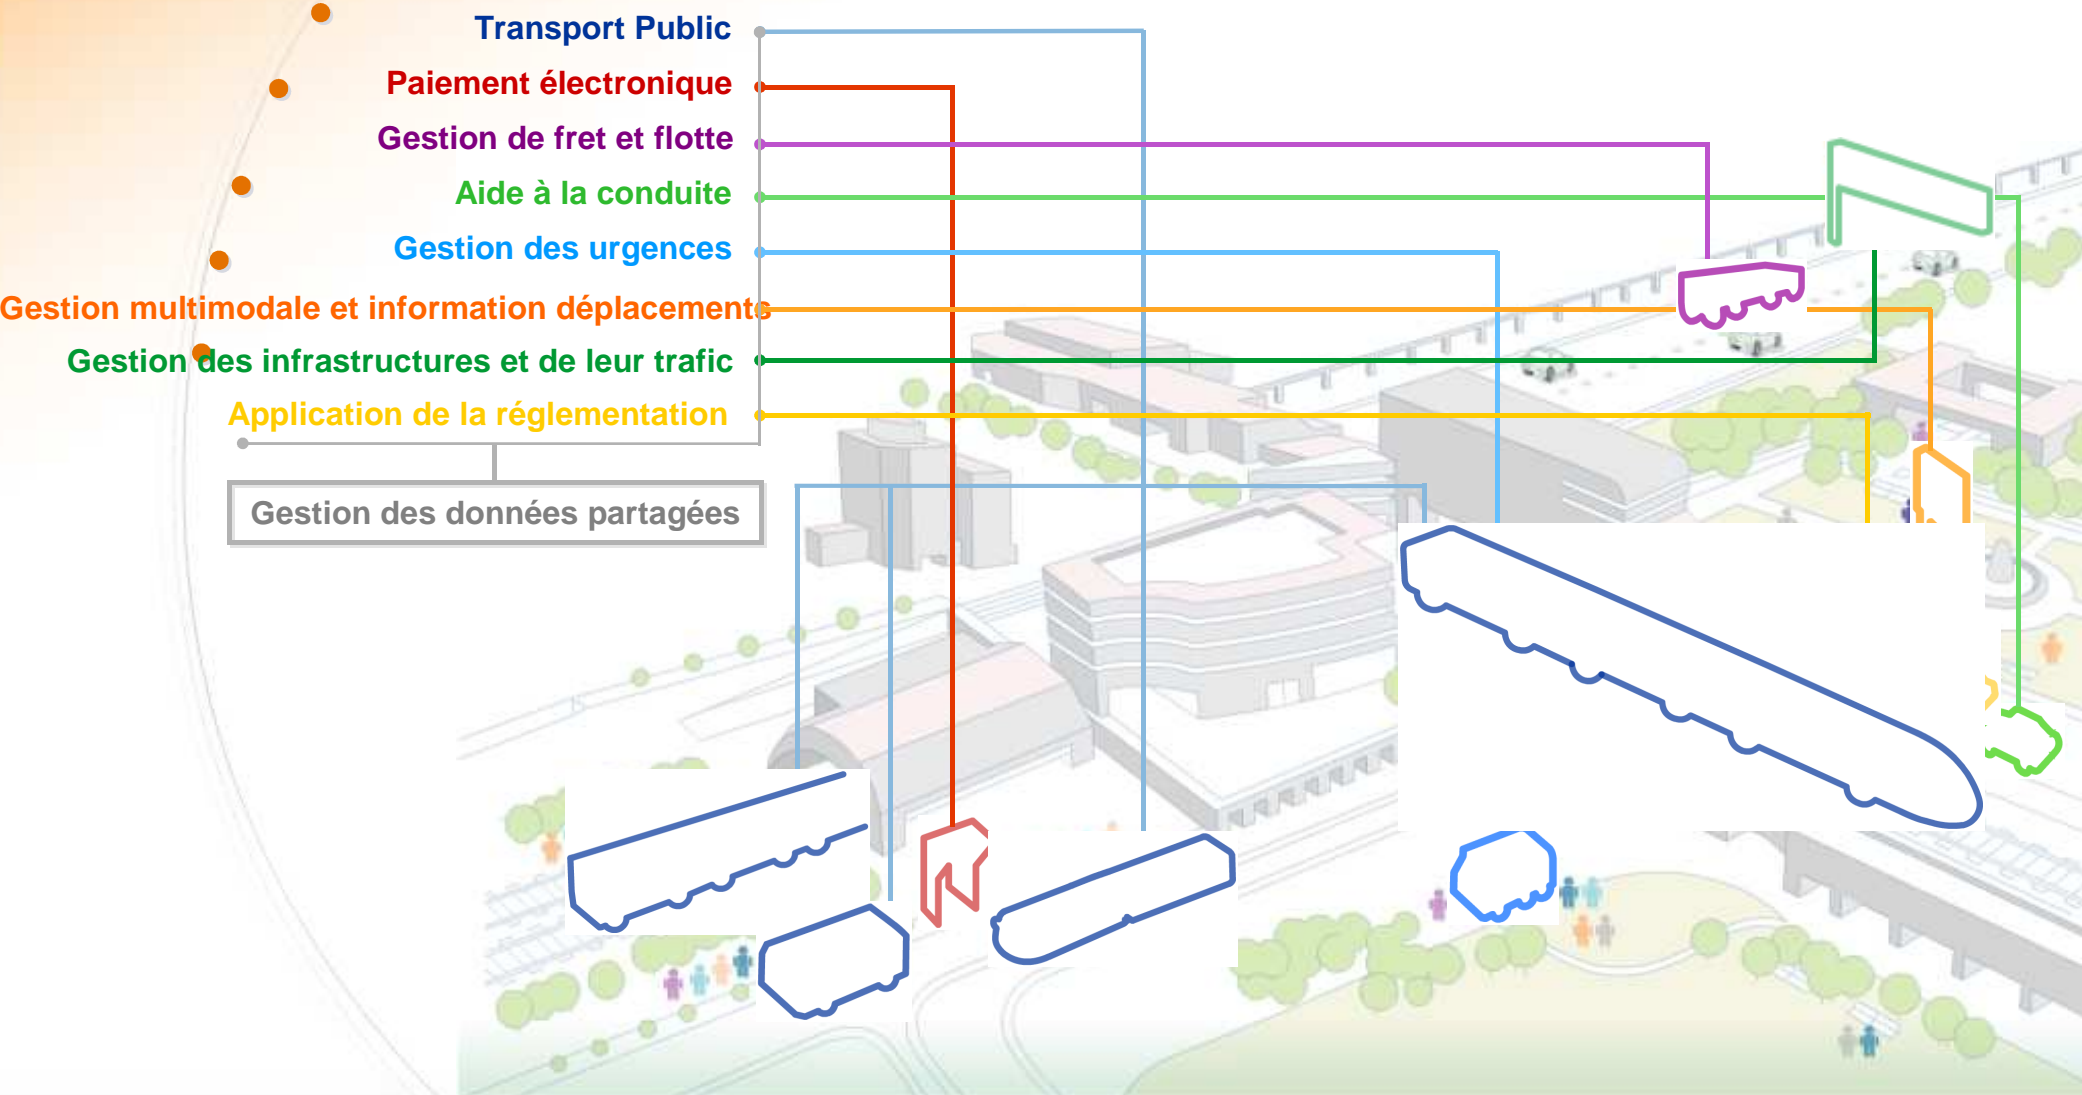 Transport Public
Paiement électronique
Gestion de fret et flotte
Aide à la conduite
Gestion des urgences
Gestion multimodale et information déplacements
Gestion des infrastructures et de leur trafic
Application de la réglementation
Gestion des données partagées